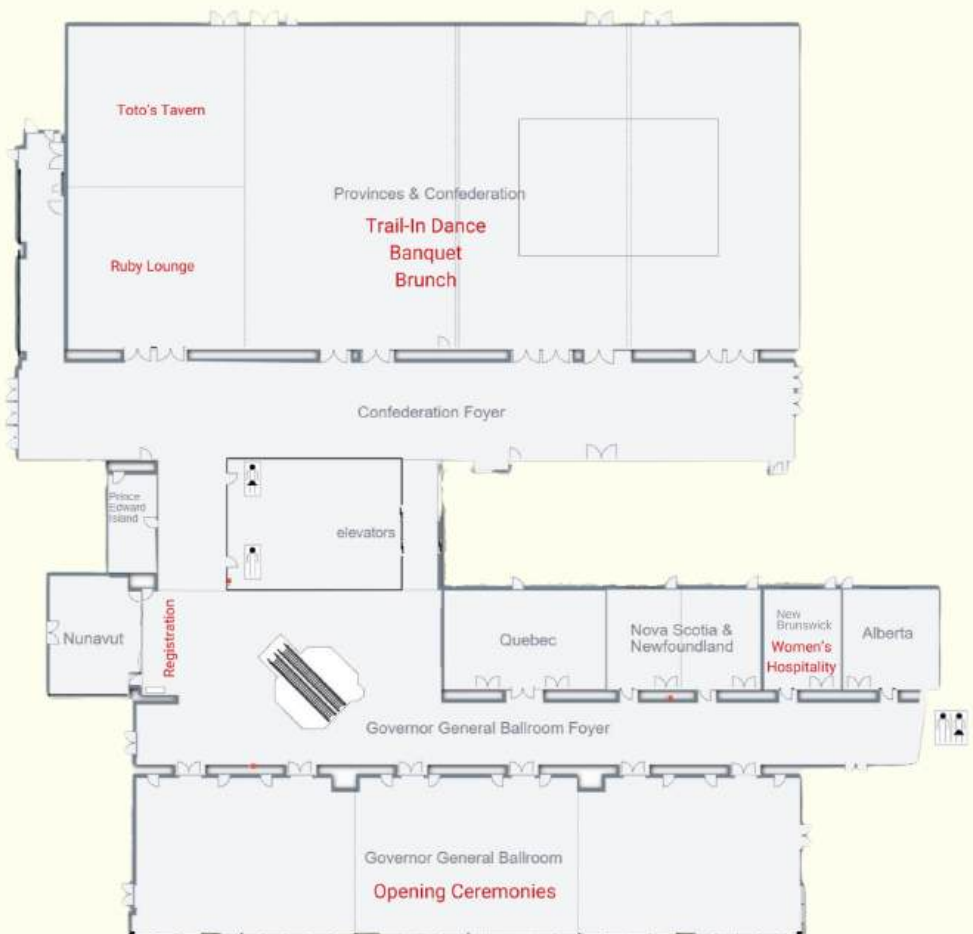 Toto's Tavern
Provinces & Confederation
Trail-In Dance
Banquet
Brunch
Ruby Lounge
Confederation Foyer
Prince
Edward
Island
elevators
Nunavut
Registration
Quebec
Nova Scotia &
Newfoundland
New
Brunswick
Women's
Hospitality
Alberta
Governor General Ballroom Foyer
Governor General Ballroom
Opening Ceremonies